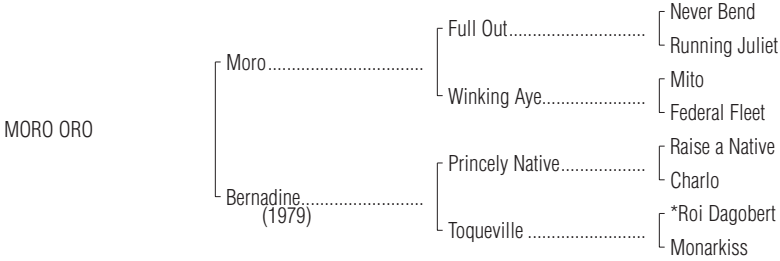 Never Bend
Full Out..............................
Running Juliet
Moro.................................
Mito
Winking Aye.......................
Federal Fleet
MORO ORO
Raise a Native
Princely Native...................
Charlo
Bernadine..........................
(1979)
*Roi Dagobert
Toqueville .........................
Monarkiss